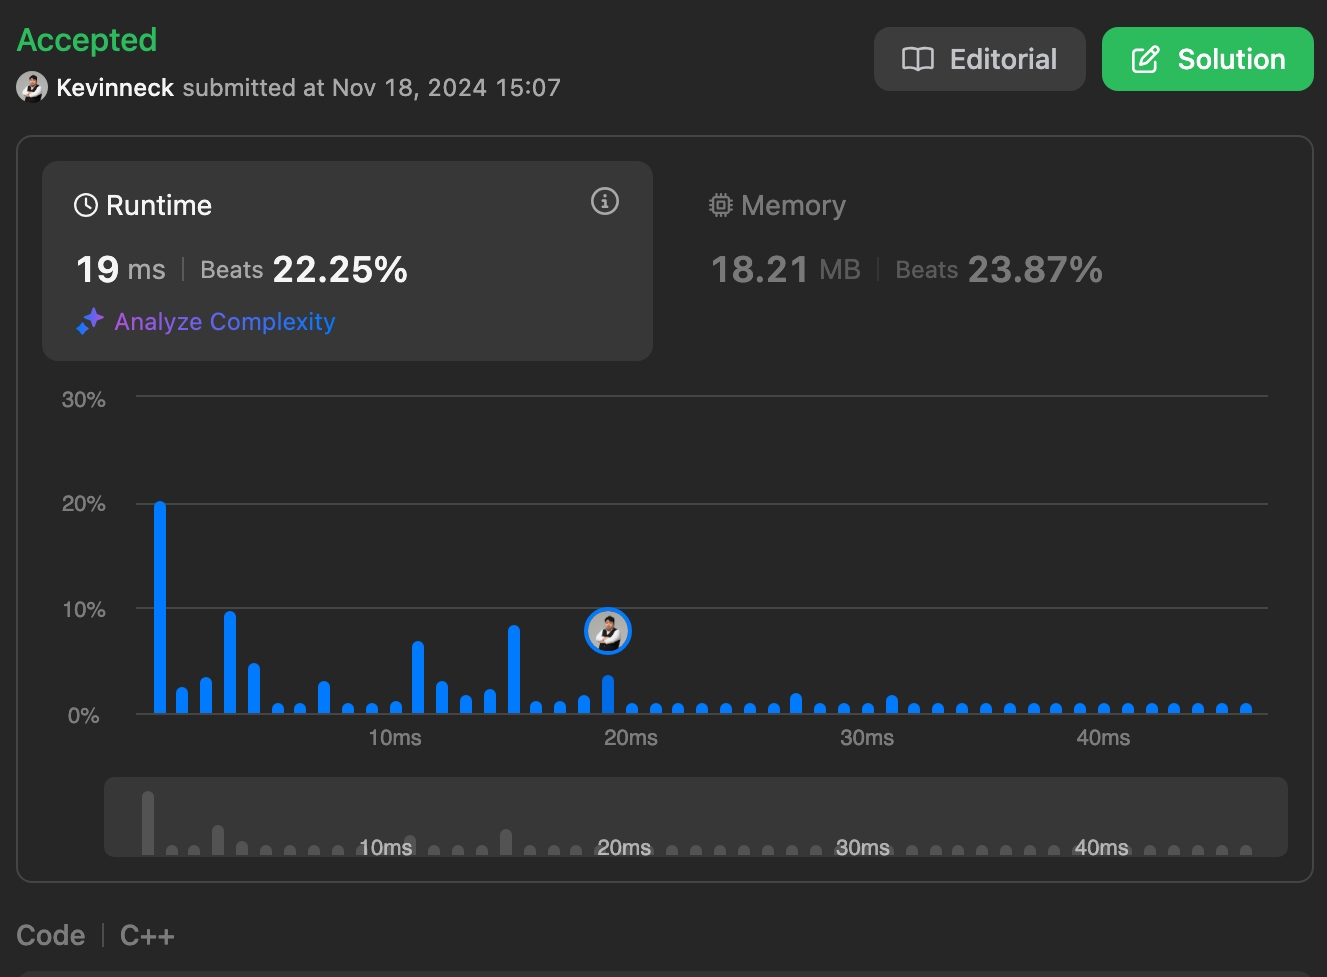 Accepted
Kevinneck submitted at Nov 18, 2024 15:07
Editorial
Solution
Runtime
19 ms | Beats 22.25%
Analyze Complexity
Memory
18.21 MB | Beats 23.87%
30%
20%
10%
0%
10ms 20ms 30ms 40ms
10ms 20ms 30ms 40ms
Code | C++